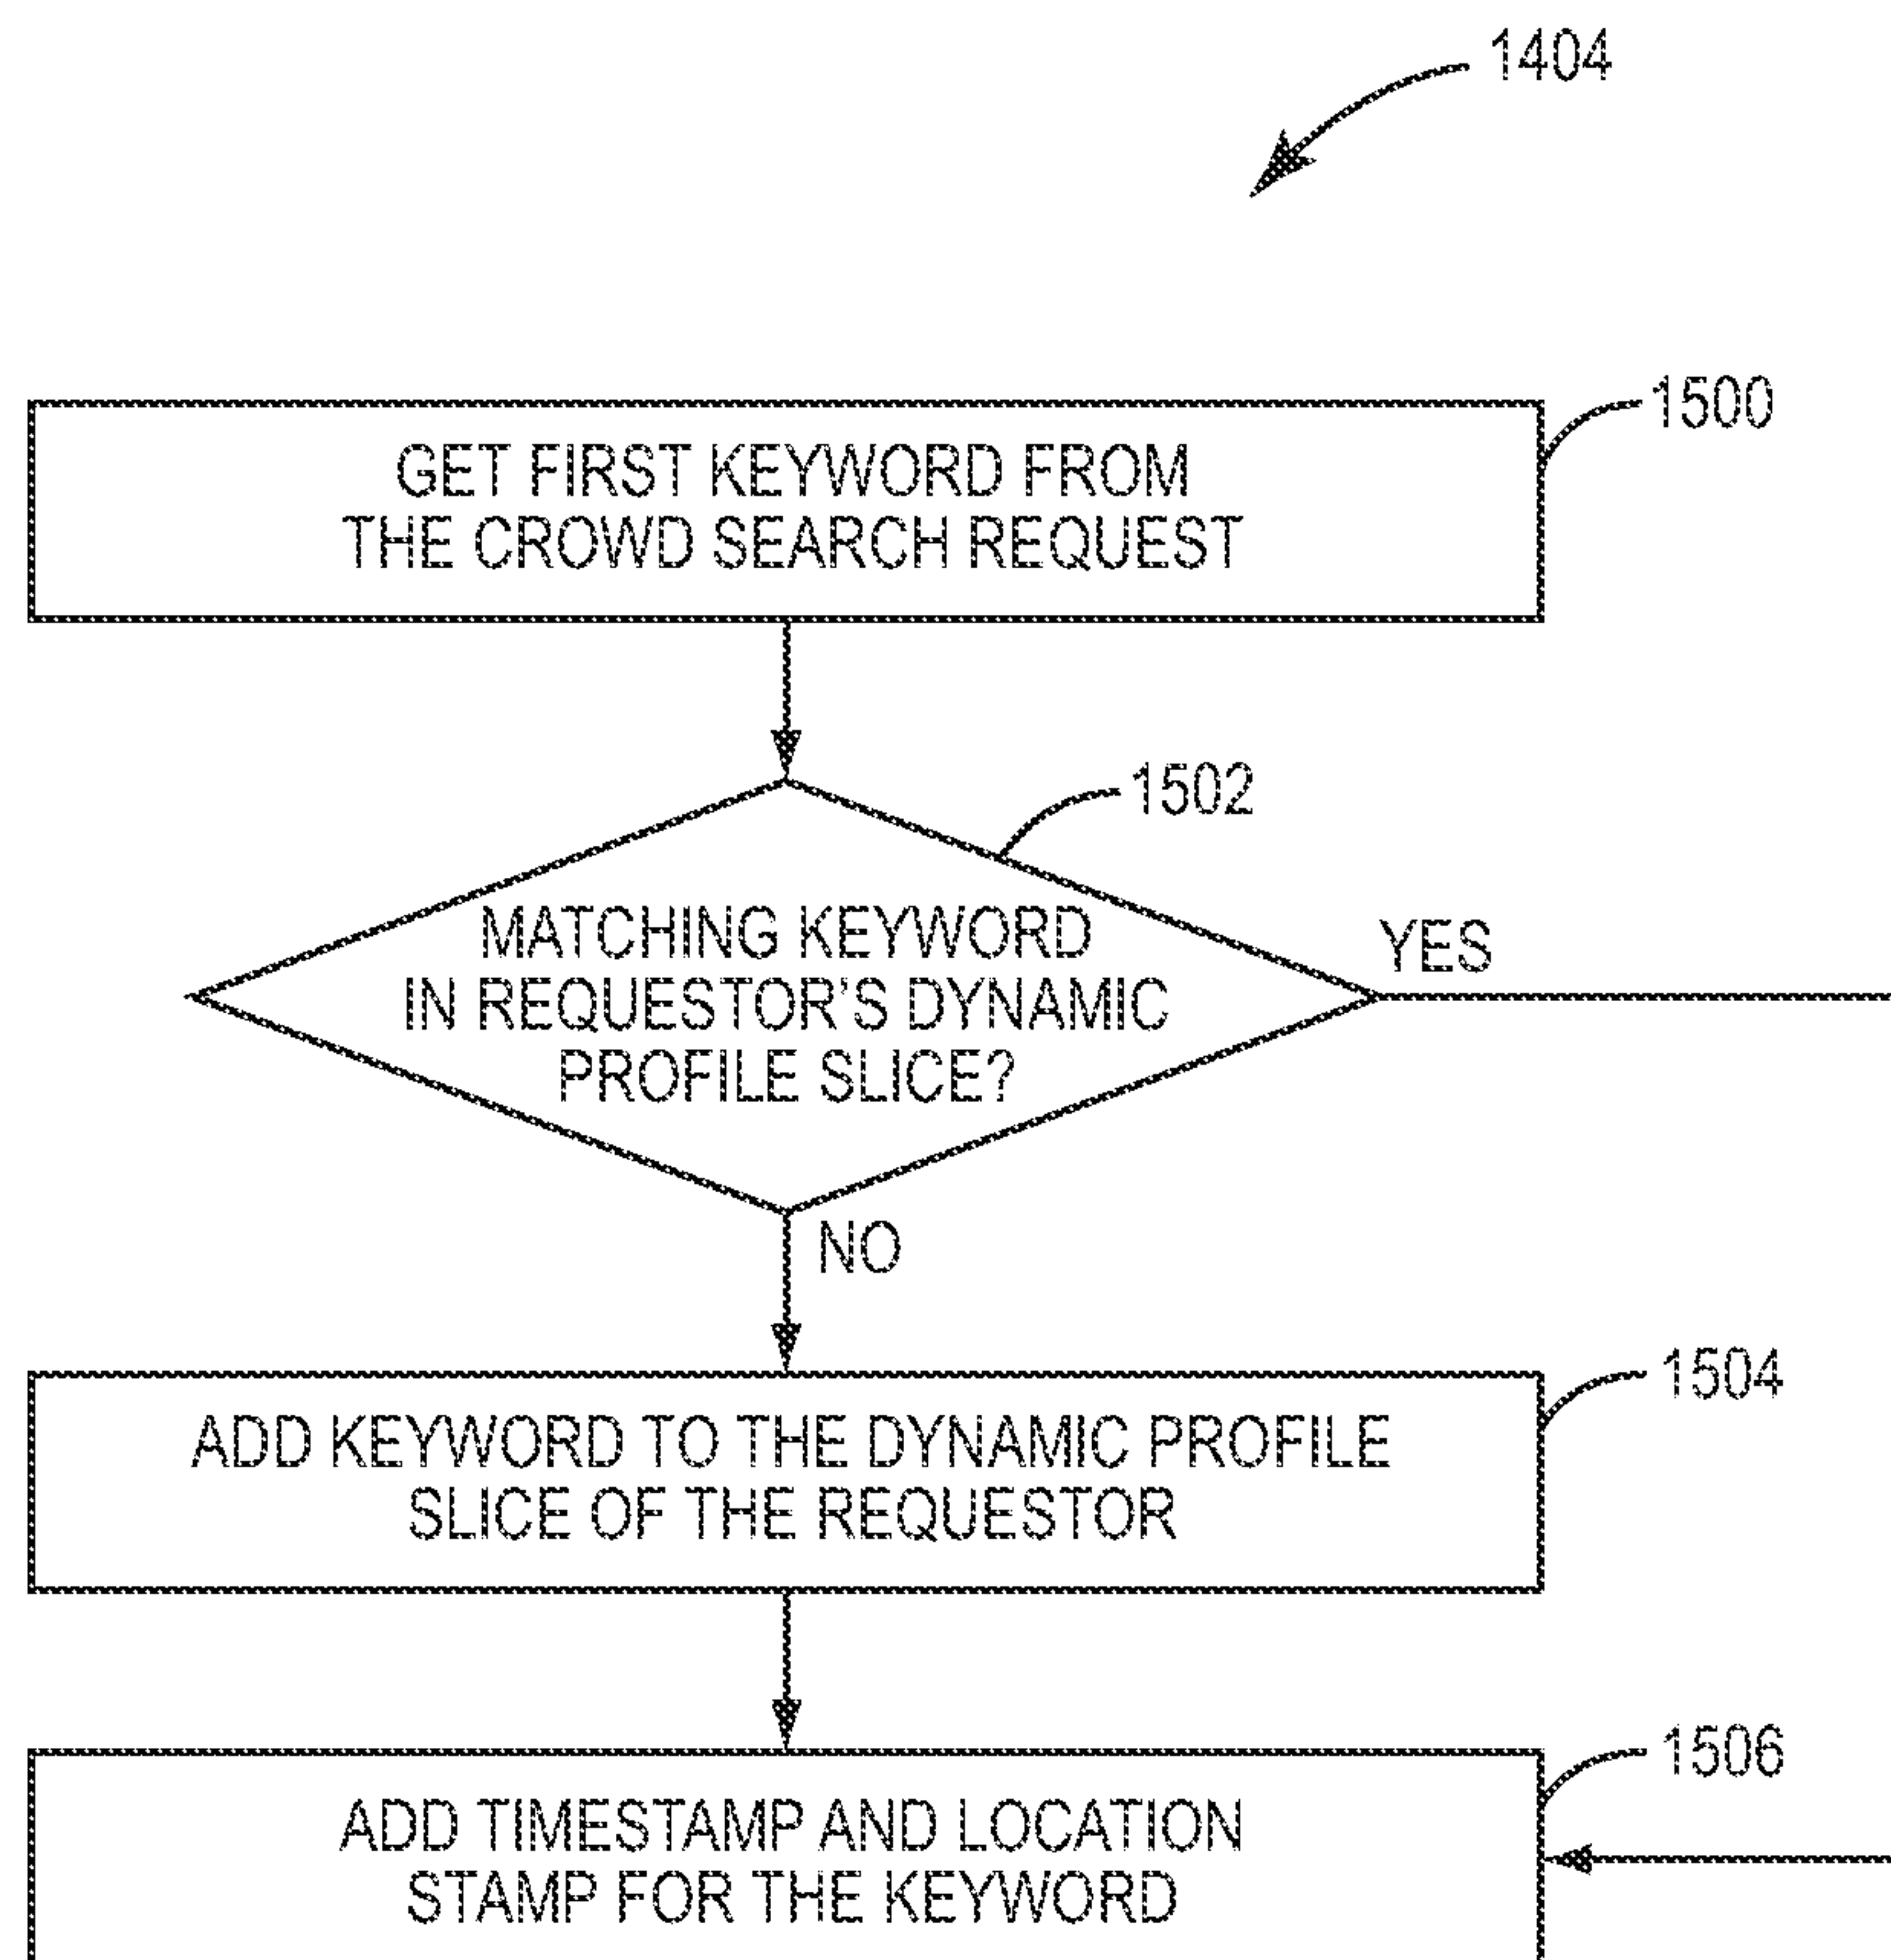 1404
1500
GET FIRST KEYWORD FROM
THE CROWD SEARCH REQUEST
1502
MATCHING KEYWORD
IN REQUESTOR'S DYNAMIC
PROFILE SLICE?
YES
NO
1504
ADD KEYWORD TO THE DYNAMIC PROFILE
SLICE OF THE REQUESTOR
1506
ADD TIMESTAMP AND LOCATION
STAMP FOR THE KEYWORD